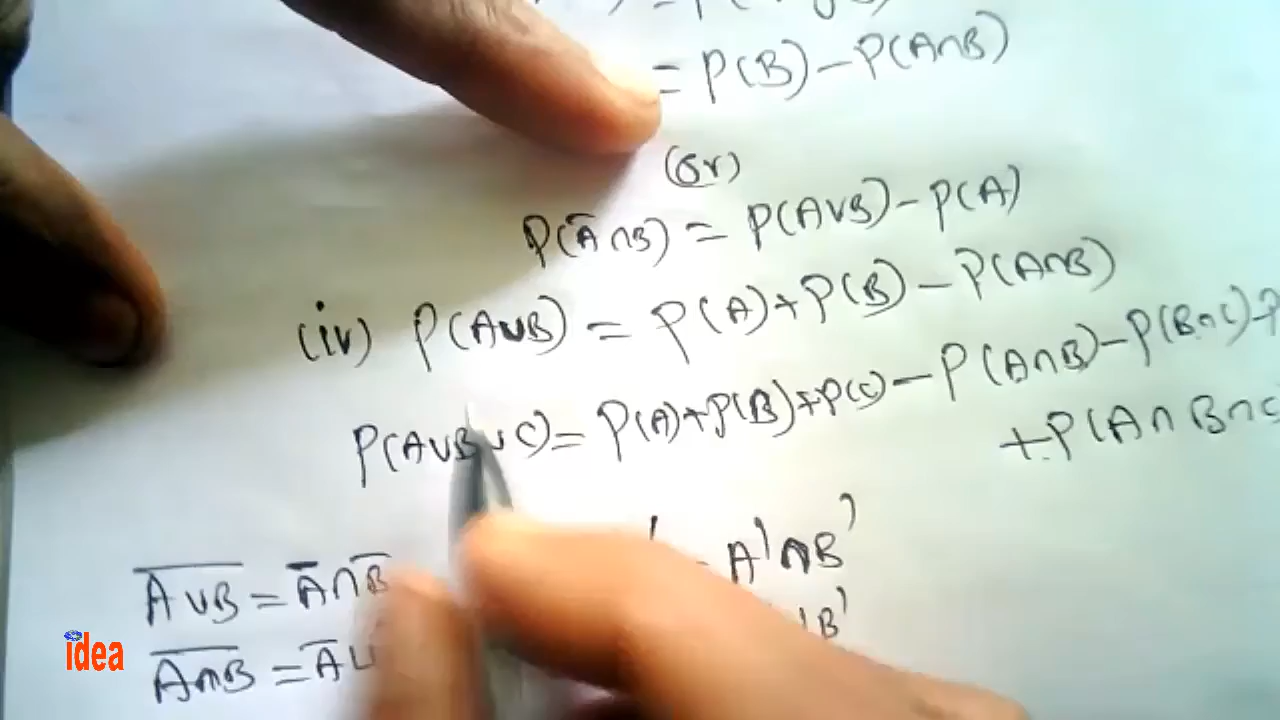 = P(B) - P(A∩B)
(or)
P(A̅∩B) = P(A∪B) - P(A)
(iv) P(A∪B) = P(A) + P(B) - P(A∩B)
P(A∪B∪C) = P(A) + P(B) + P(C) - P(A∩B) - P(B∩C) -
+ P(A∩B∩C
A̅∪̅B̅ = A̅∩B̅
A'∩B'
A̅∩̅B̅ = A̅∪
B'
idea